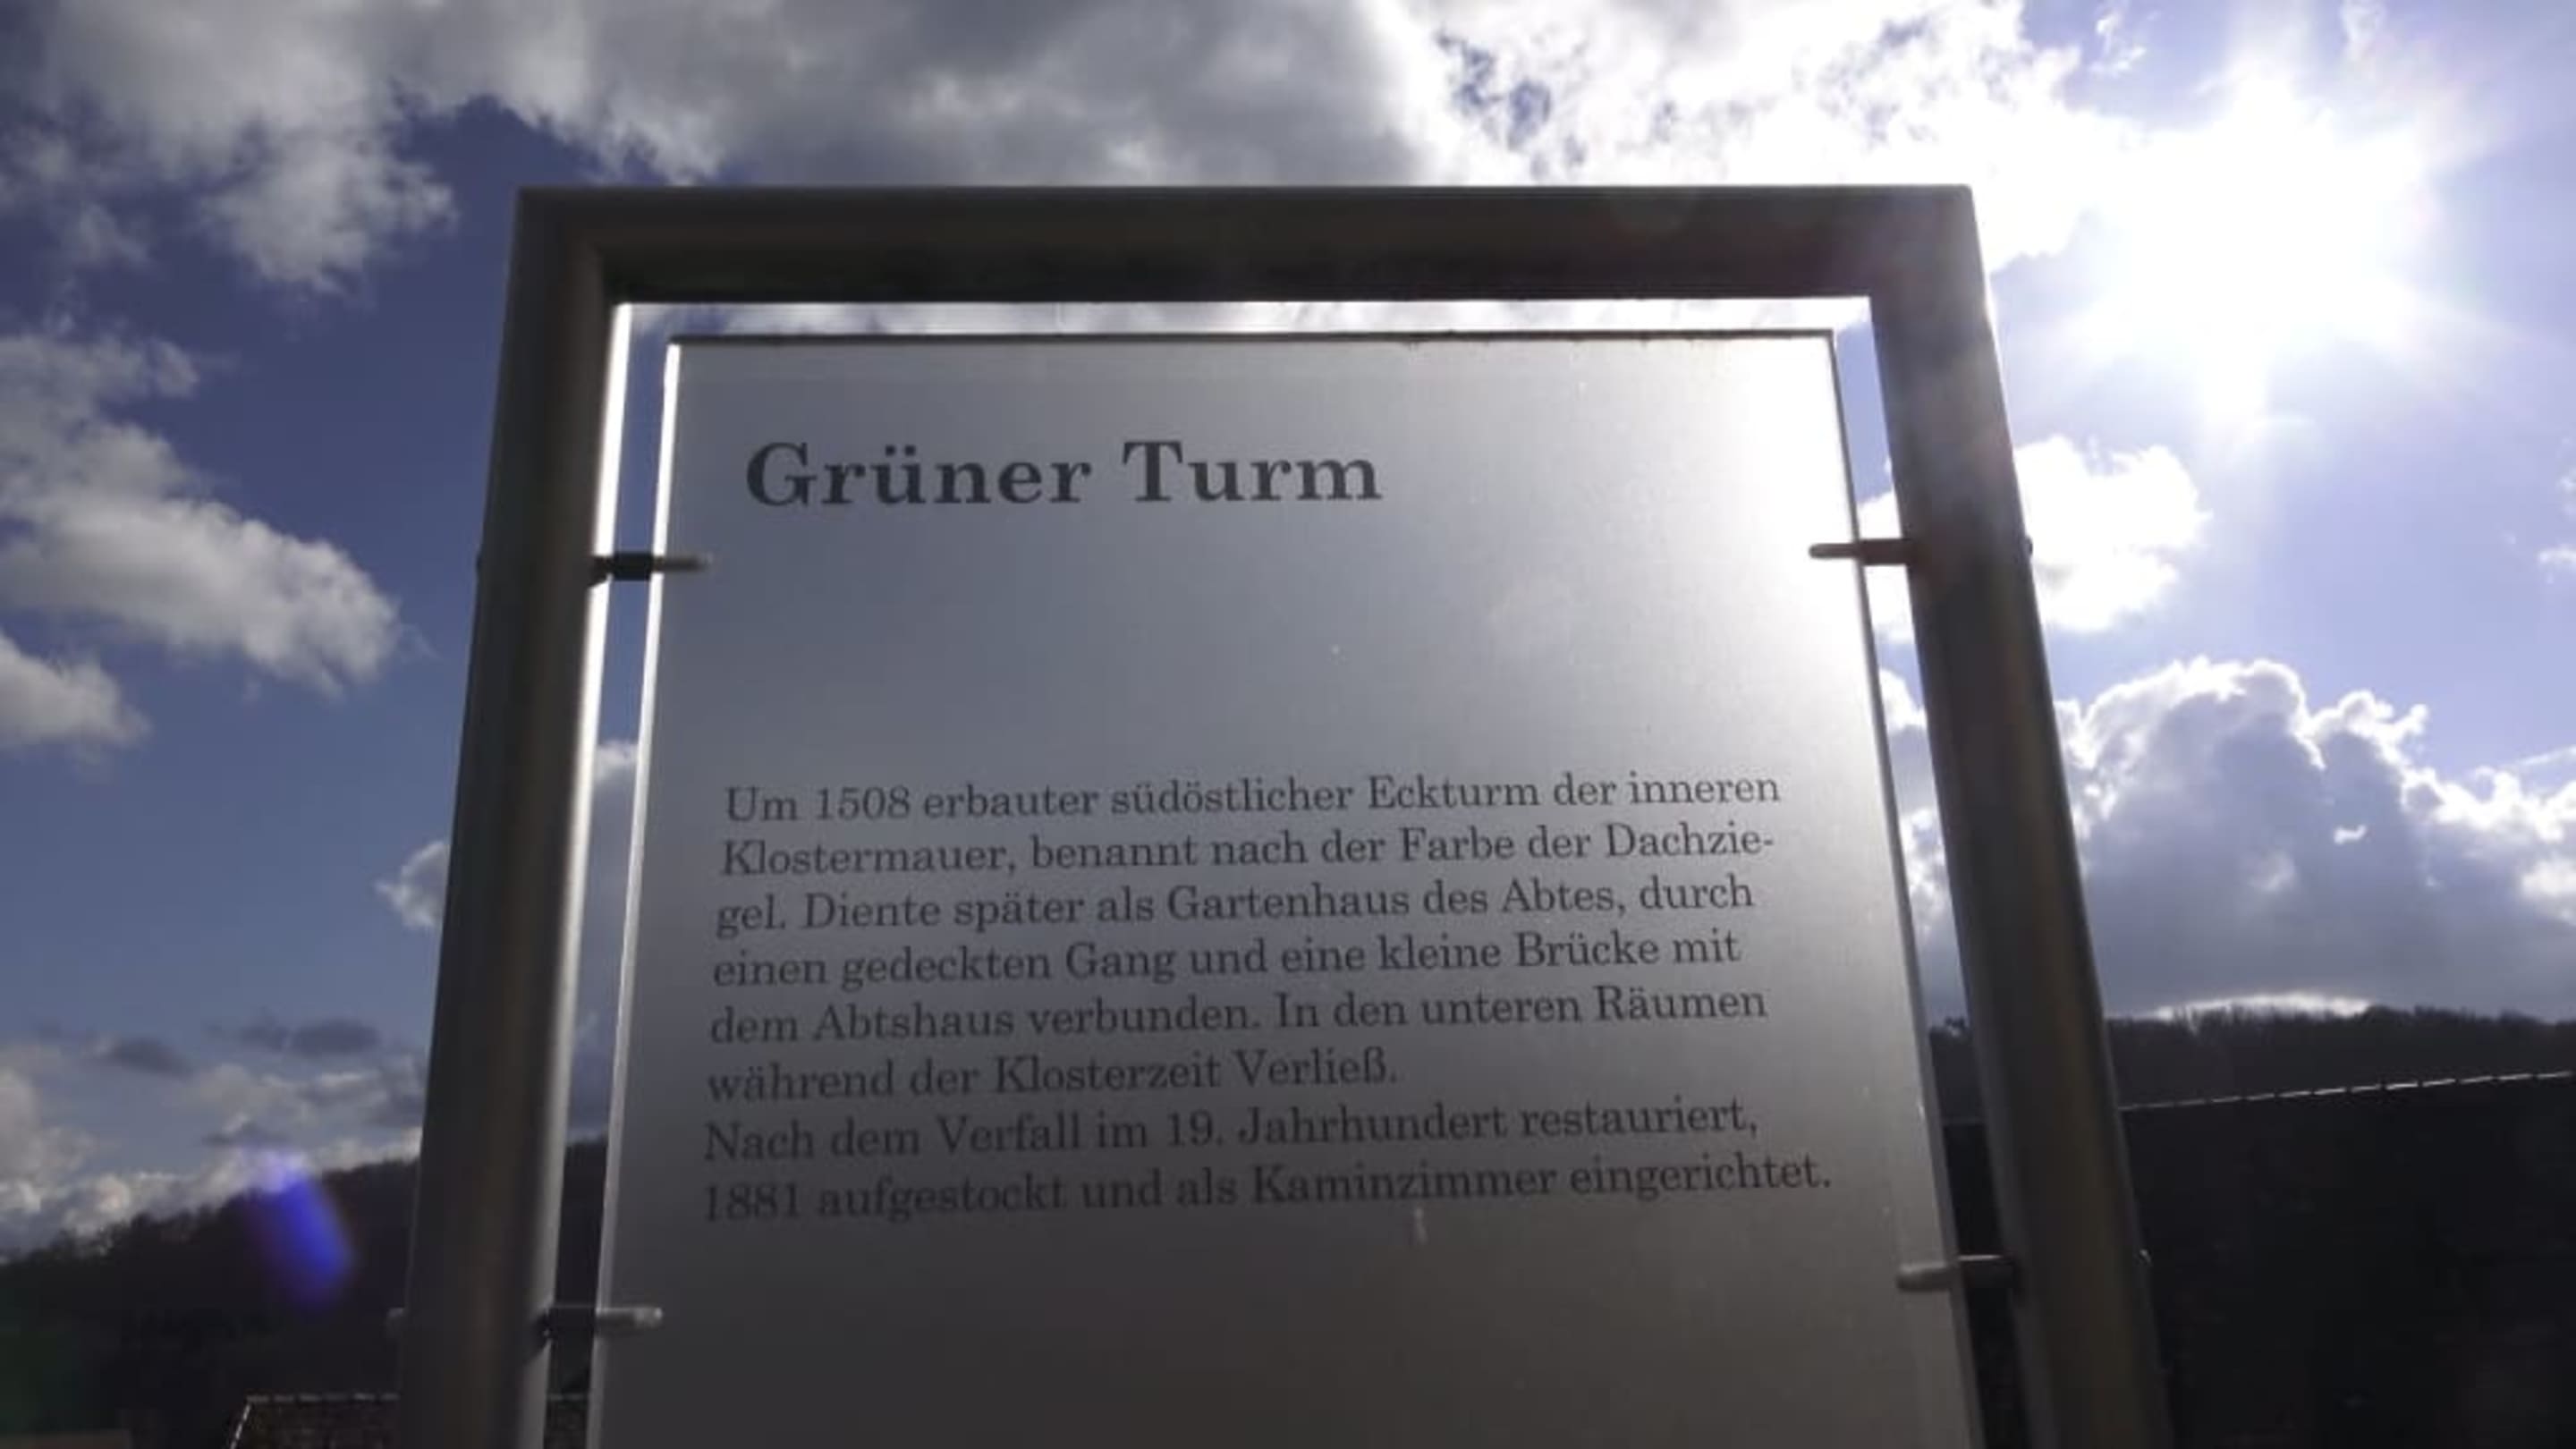 Grüner Turm
Um 1508 erbauter südöstlicher Eckturm der inneren
Klostermauer, benannt nach der Farbe der Dachzie-
gel. Diente später als Gartenhaus des Abtes, durch
einen gedeckten Gang und eine kleine Brücke mit
dem Abtshaus verbunden. In den unteren Räumen
während der Klosterzeit Verließ.
Nach dem Verfall im 19. Jahrhundert restauriert,
1881 aufgestockt und als Kaminzimmer eingerichtet.